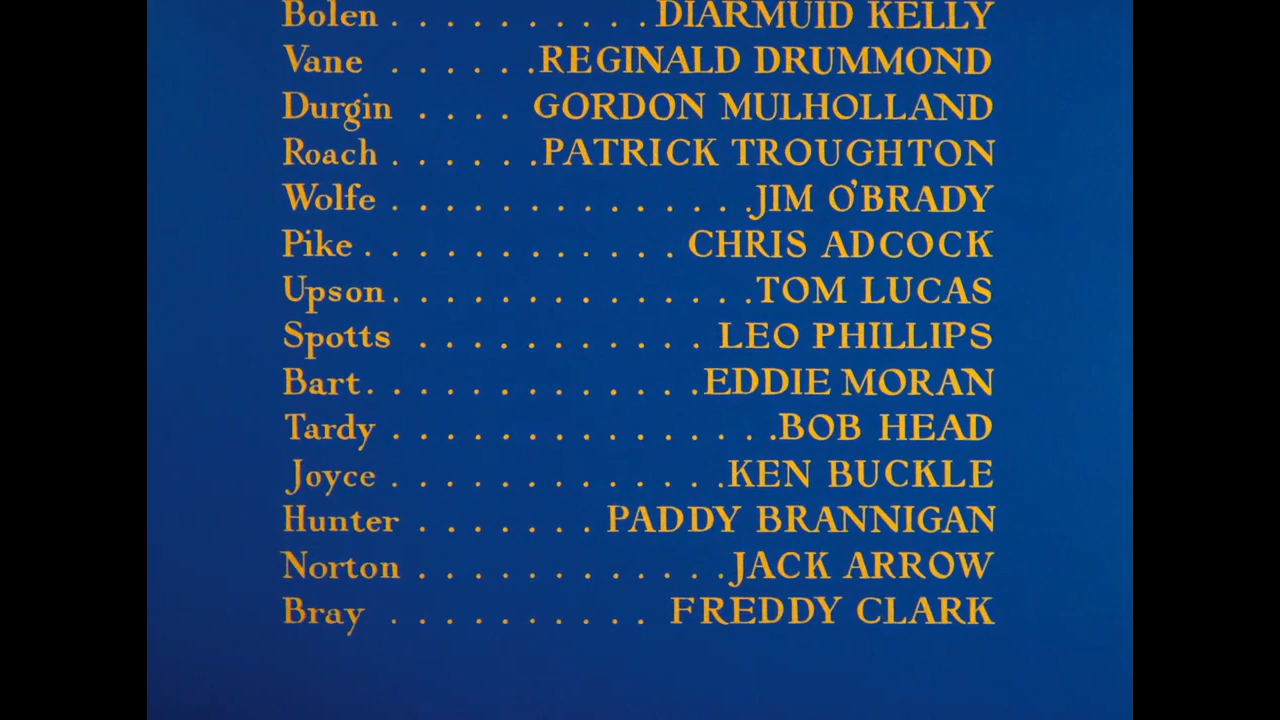 Bolen . . . . . . . . . . DIARMUID KELLY
Vane . . . . . . REGINALD DRUMMOND
Durgin . . . . GORDON MULHOLLAND
Roach . . . . . . PATRICK TROUGHTON
Wolfe . . . . . . . . . . . . . . JIM O'BRADY
Pike . . . . . . . . . . . . CHRIS ADCOCK
Upson . . . . . . . . . . . . . . TOM LUCAS
Spotts . . . . . . . . . . . LEO PHILLIPS
Bart . . . . . . . . . . . . . EDDIE MORAN
Tardy . . . . . . . . . . . . . . . BOB HEAD
Joyce . . . . . . . . . . . . . KEN BUCKLE
Hunter . . . . . . . PADDY BRANNIGAN
Norton . . . . . . . . . . . . JACK ARROW
Bray . . . . . . . . . . FREDDY CLARK